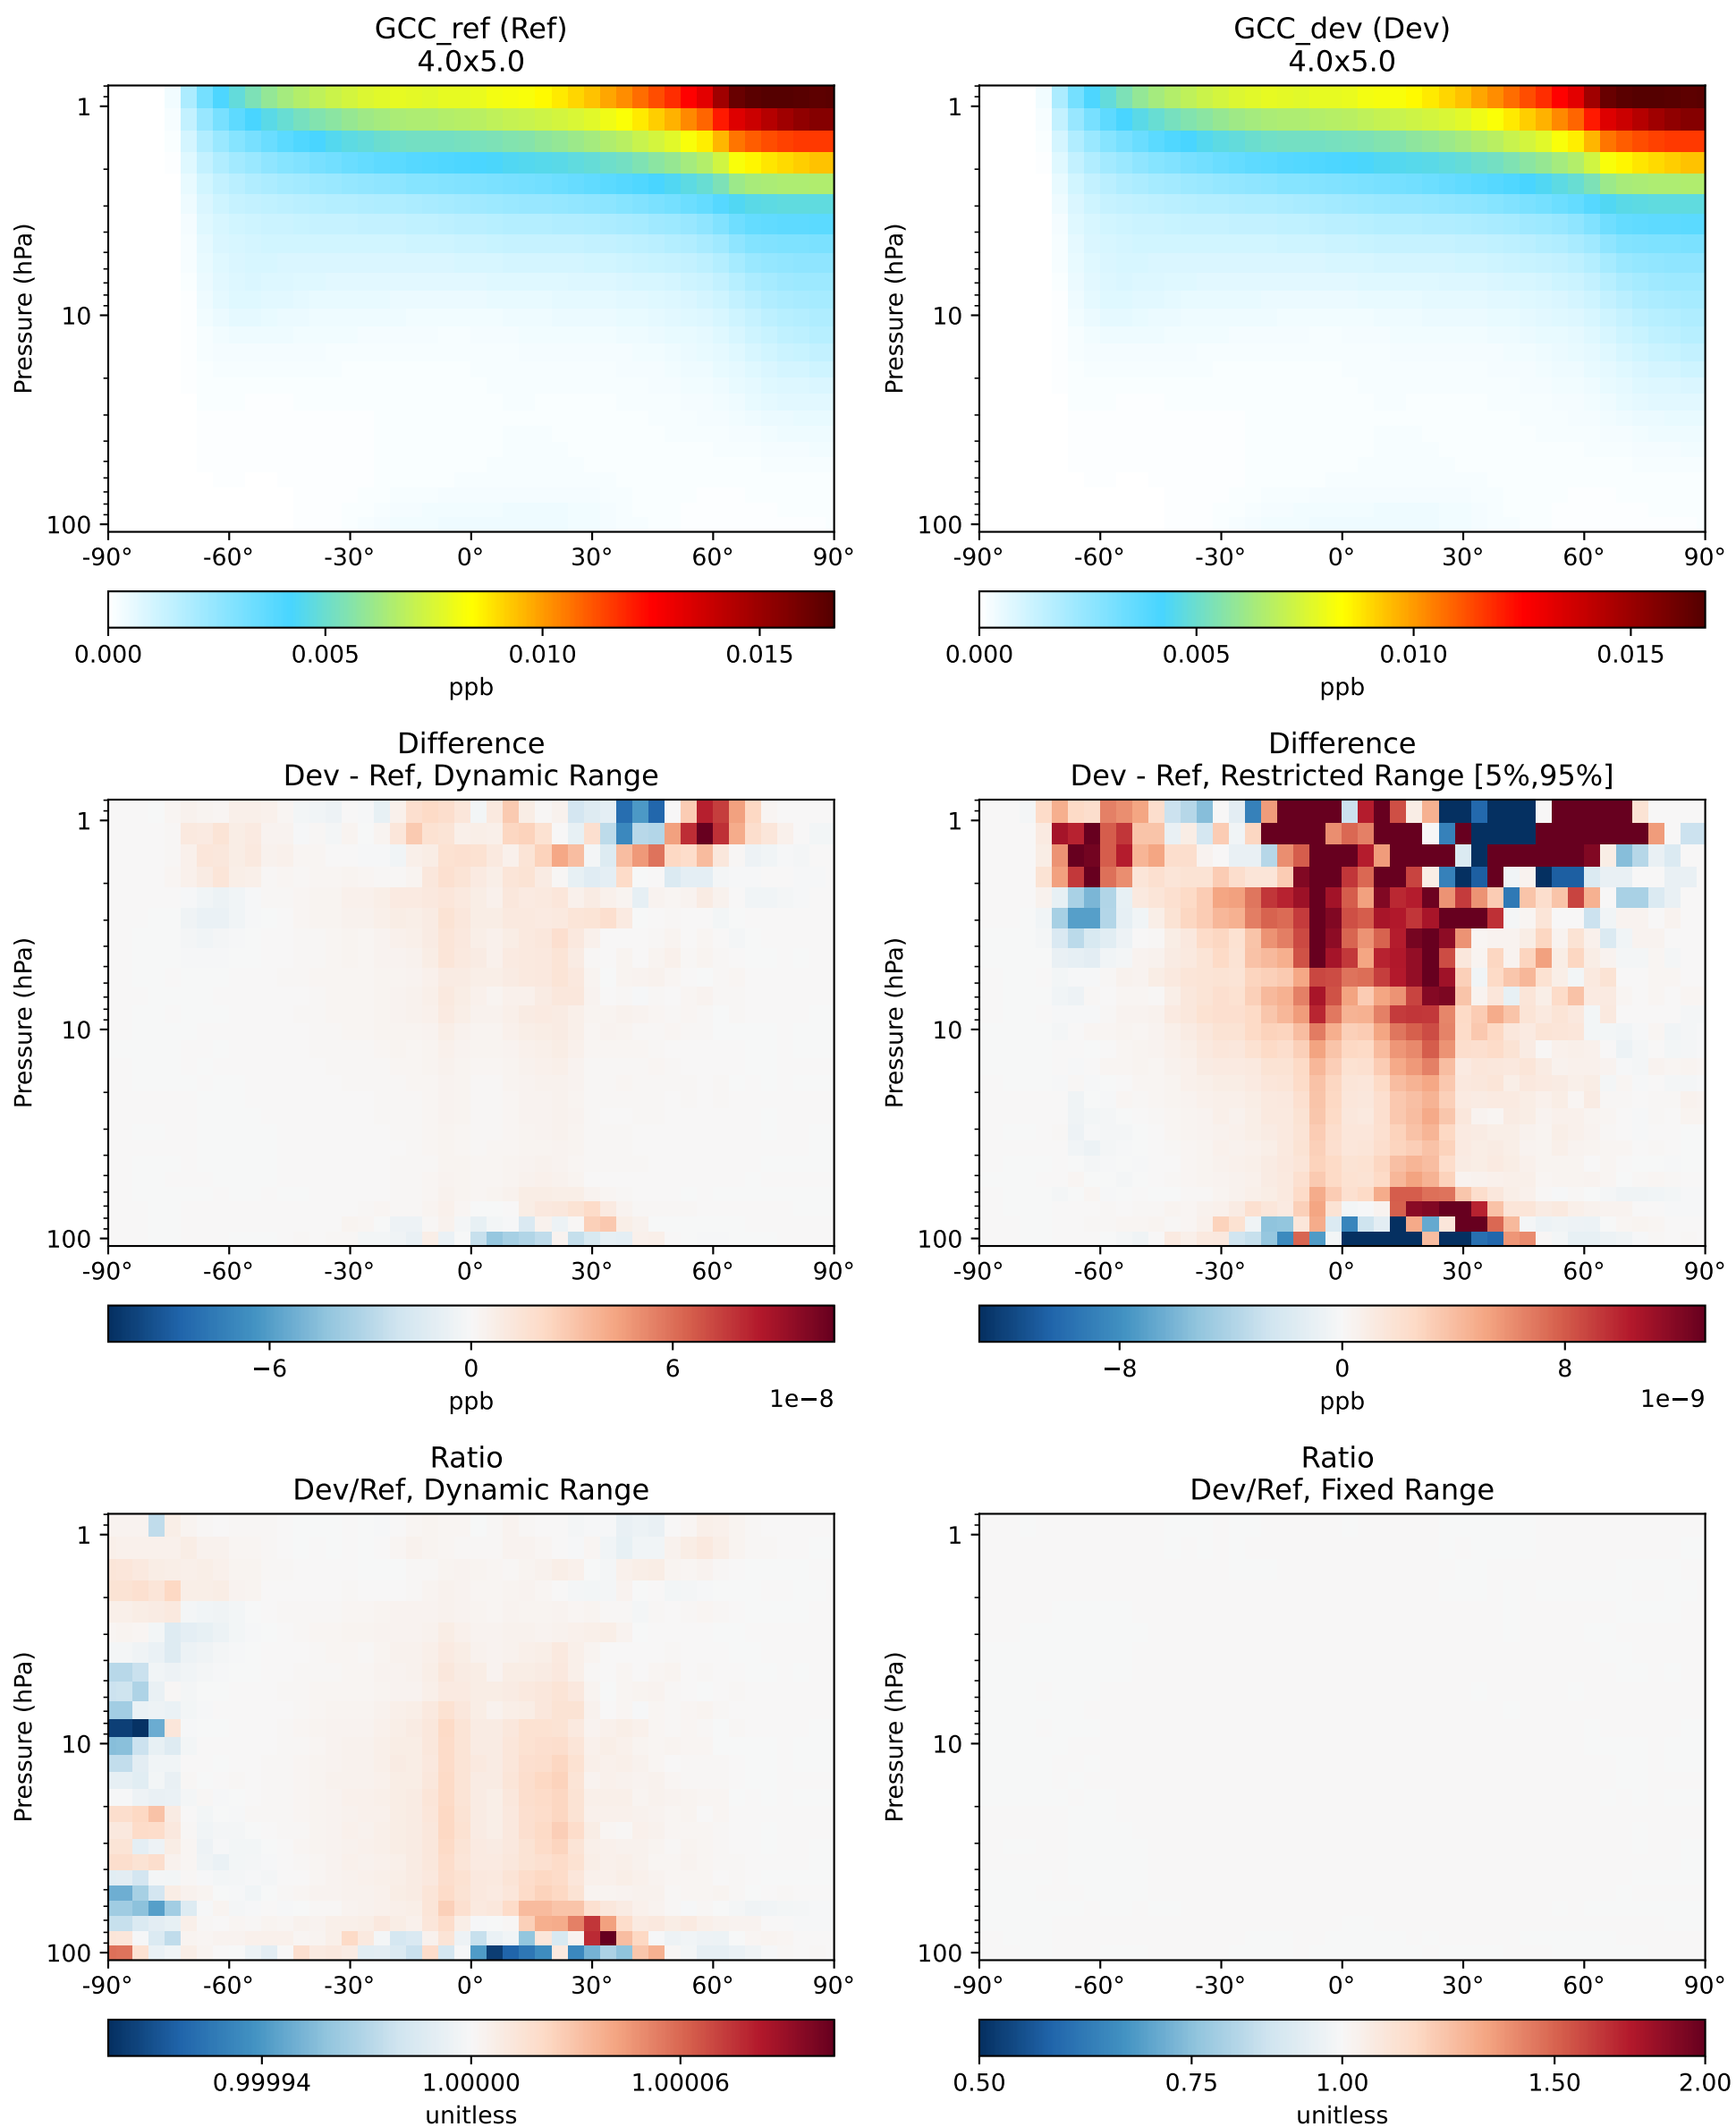 GCC_ref (Ref)
4.0x5.0
Pressure (hPa)
1
10
100
-90° -60° -30° 0° 30° 60° 90°
0.000 0.005 0.010 0.015
ppb
GCC_dev (Dev)
4.0x5.0
Pressure (hPa)
1
10
100
-90° -60° -30° 0° 30° 60° 90°
0.000 0.005 0.010 0.015
ppb
Difference
Dev - Ref, Dynamic Range
Pressure (hPa)
1
10
100
-90° -60° -30° 0° 30° 60° 90°
−6 0 6
1e−8
ppb
Difference
Dev - Ref, Restricted Range [5%,95%]
Pressure (hPa)
1
10
100
-90° -60° -30° 0° 30° 60° 90°
−8 0 8
1e−9
ppb
Ratio
Dev/Ref, Dynamic Range
Pressure (hPa)
1
10
100
-90° -60° -30° 0° 30° 60° 90°
0.99994 1.00000 1.00006
unitless
Ratio
Dev/Ref, Fixed Range
Pressure (hPa)
1
10
100
-90° -60° -30° 0° 30° 60° 90°
0.50 0.75 1.00 1.50 2.00
unitless